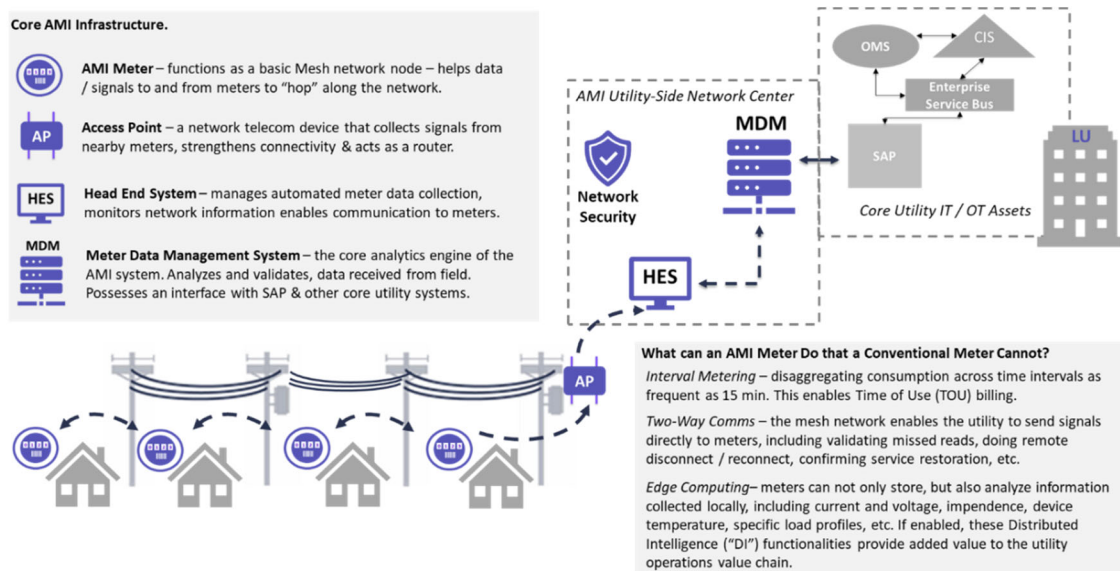 Core AMI Infrastructure.
AMI Meter – functions as a basic Mesh network node – helps data
/ signals to and from meters to “hop” along the network.
AP
Access Point – a network telecom device that collects signals from
nearby meters, strengthens connectivity & acts as a router.
HES
Head End System – manages automated meter data collection,
monitors network information enables communication to meters.
MDM
Meter Data Management System – the core analytics engine of the
AMI system. Analyzes and validates, data received from field.
Possesses an interface with SAP & other core utility systems.
AMI Utility-Side Network Center
Network
Security
MDM
HES
OMS
CIS
Enterprise
Service Bus
SAP
Core Utility IT / OT Assets
LU
AP
What can an AMI Meter Do that a Conventional Meter Cannot?
Interval Metering – disaggregating consumption across time intervals as
frequent as 15 min. This enables Time of Use (TOU) billing.
Two-Way Comms – the mesh network enables the utility to send signals
directly to meters, including validating missed reads, doing remote
disconnect / reconnect, confirming service restoration, etc.
Edge Computing– meters can not only store, but also analyze information
collected locally, including current and voltage, impendence, device
temperature, specific load profiles, etc. If enabled, these Distributed
Intelligence (“DI”) functionalities provide added value to the utility
operations value chain.